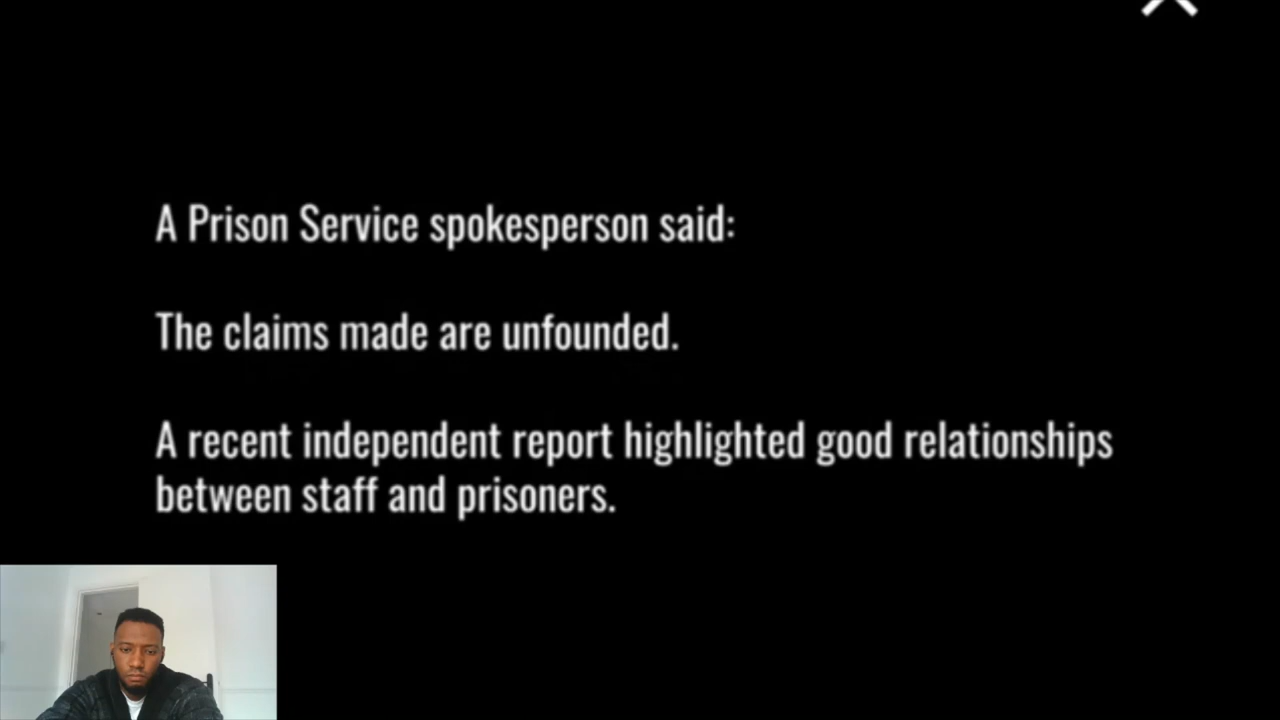 A Prison Service spokesperson said:
The claims made are unfounded.
A recent independent report highlighted good relationships
between staff and prisoners.